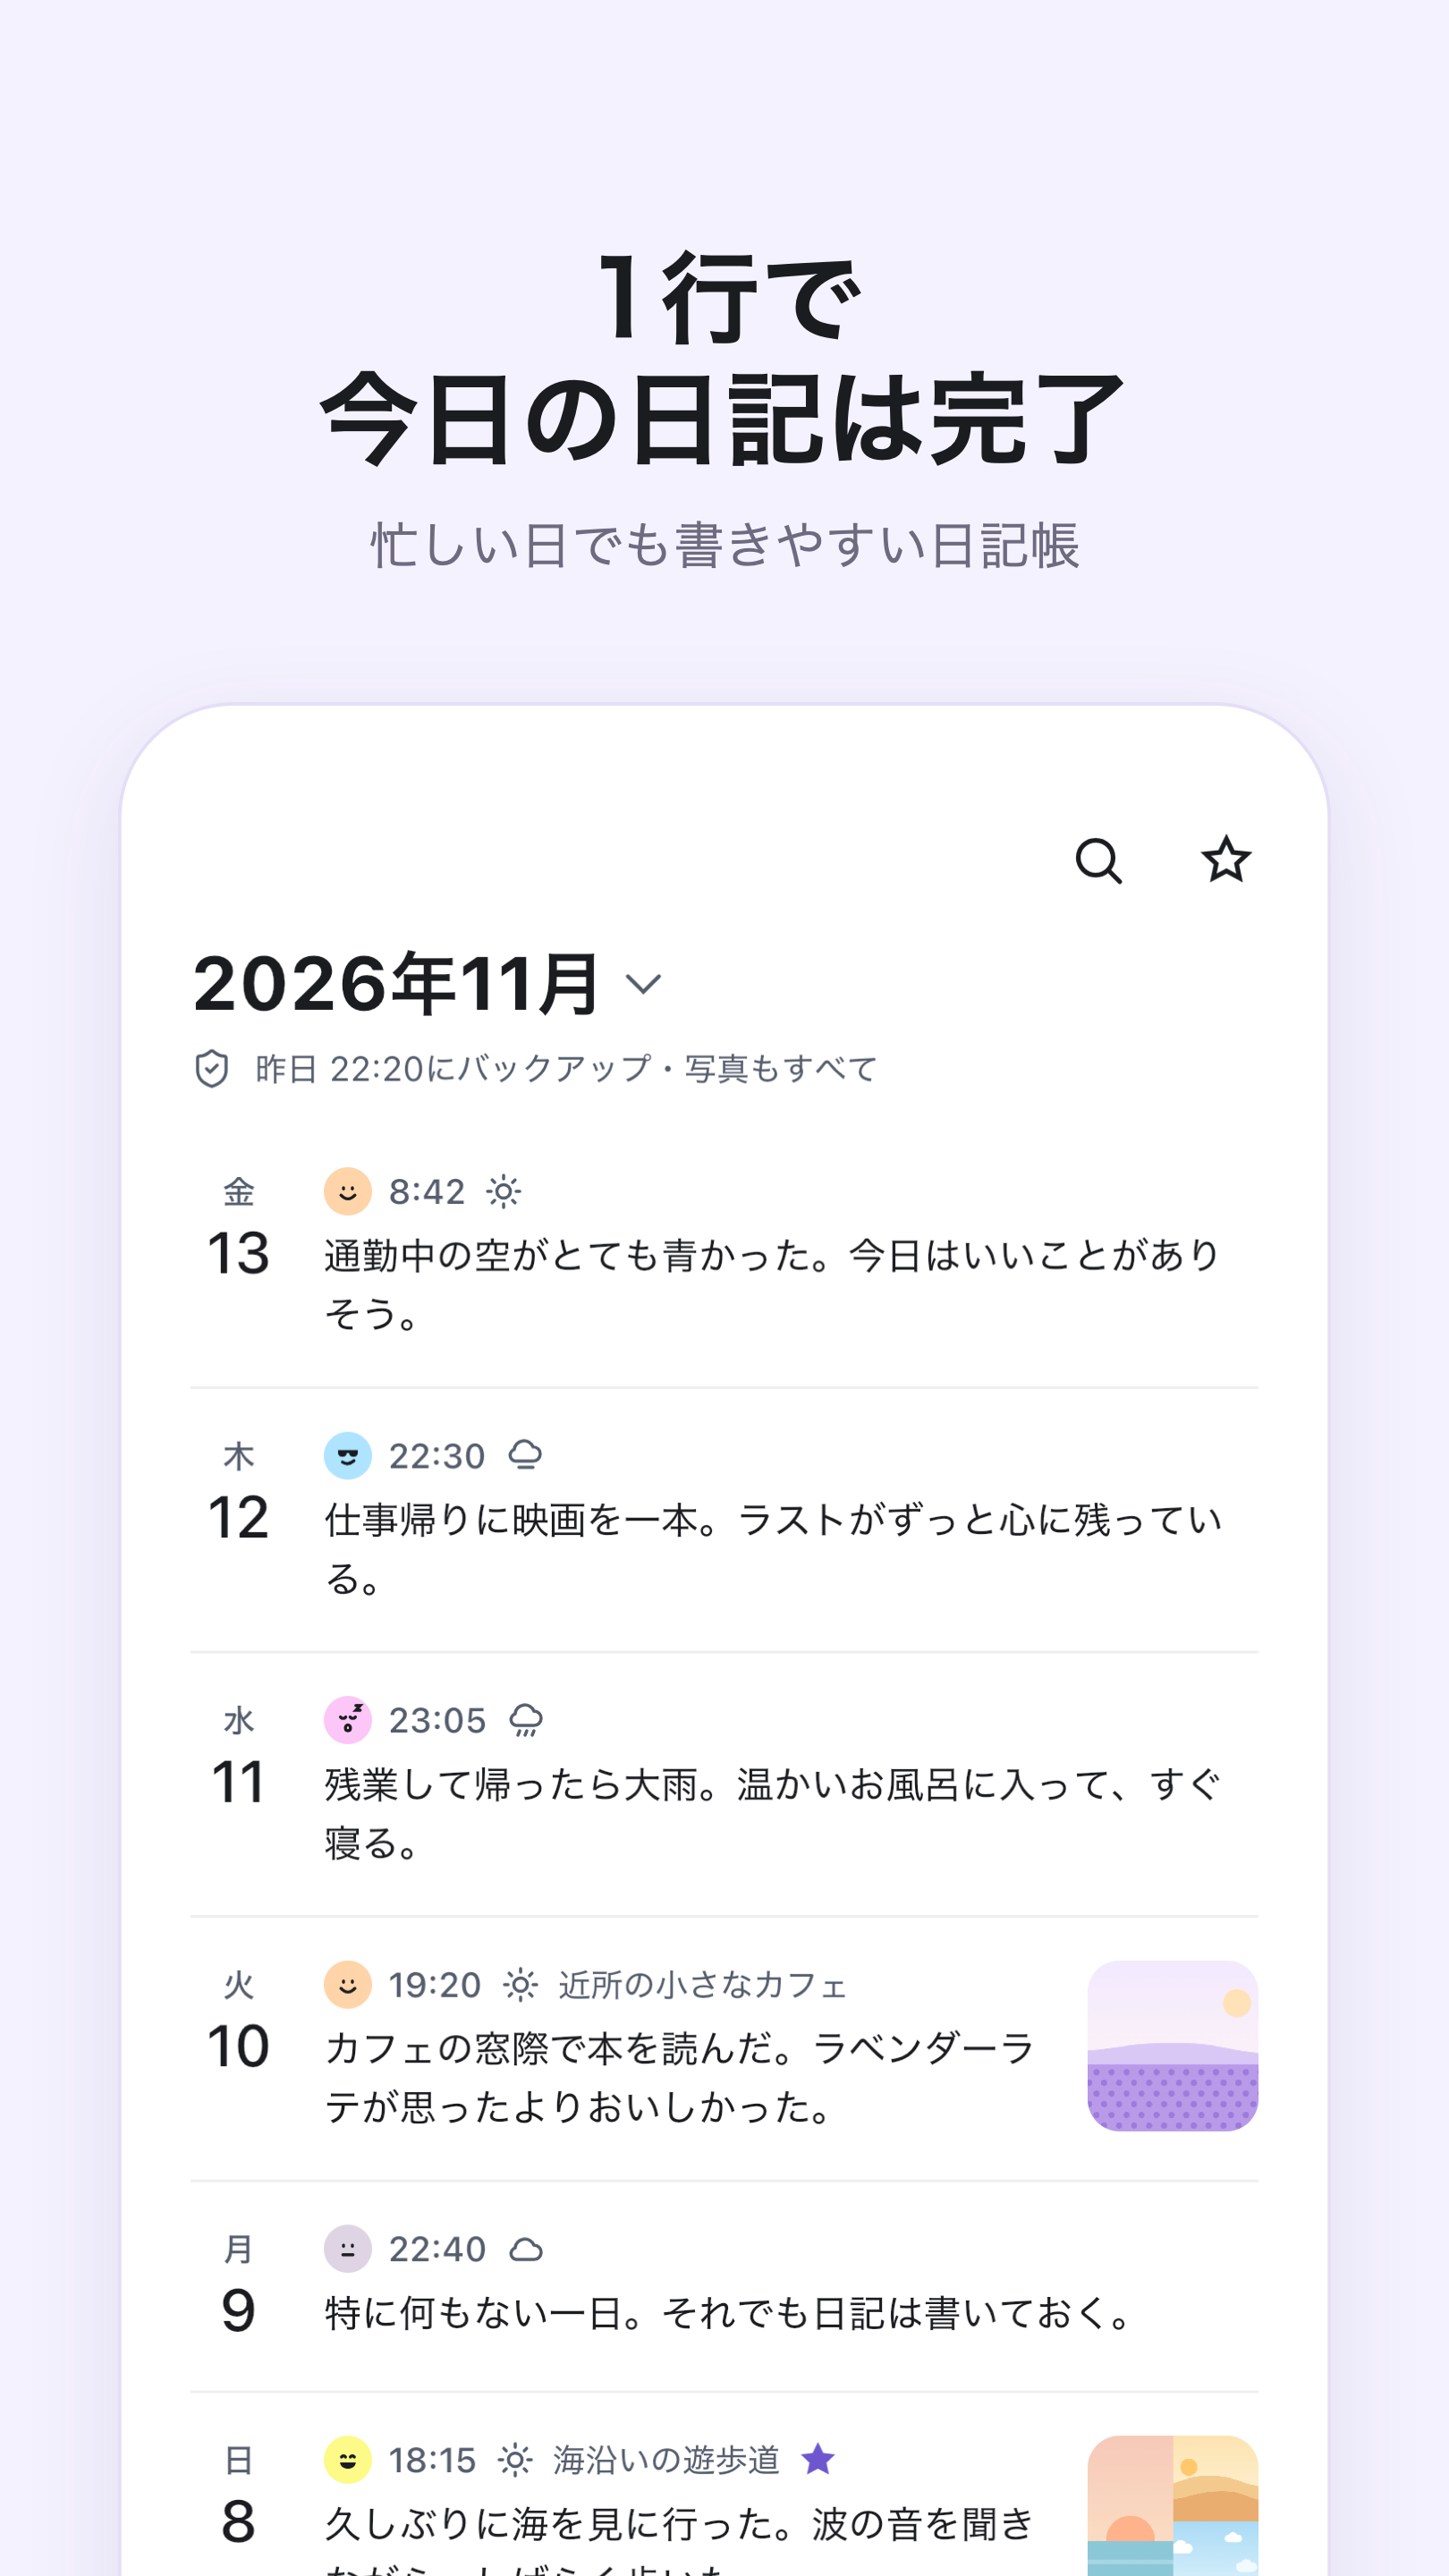 1行で
今日の日記は完了
忙しい日でも書きやすい日記帳
2026年11月
昨日 22:20にバックアップ・写真もすべて
金
13
8:42
通勤中の空がとても青かった。今日はいいことがあり
そう。
木
12
22:30
仕事帰りに映画を一本。ラストがずっと心に残ってい
る。
水
11
23:05
残業して帰ったら大雨。温かいお風呂に入って、すぐ
寝る。
火
10
19:20 近所の小さなカフェ
カフェの窓際で本を読んだ。ラベンダーラ
テが思ったよりおいしかった。
月
9
22:40
特に何もない一日。それでも日記は書いておく。
日
8
18:15 海沿いの遊歩道
久しぶりに海を見に行った。波の音を聞き